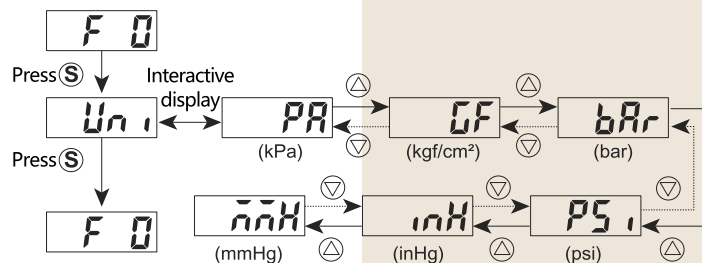 F 0
Press S
Interactive display
Uni
PA
GF
bAr
(kPa)
(kgf/cm²)
(bar)
Press S
F 0
mmH
inH
PSi
(mmHg)
(inHg)
(psi)